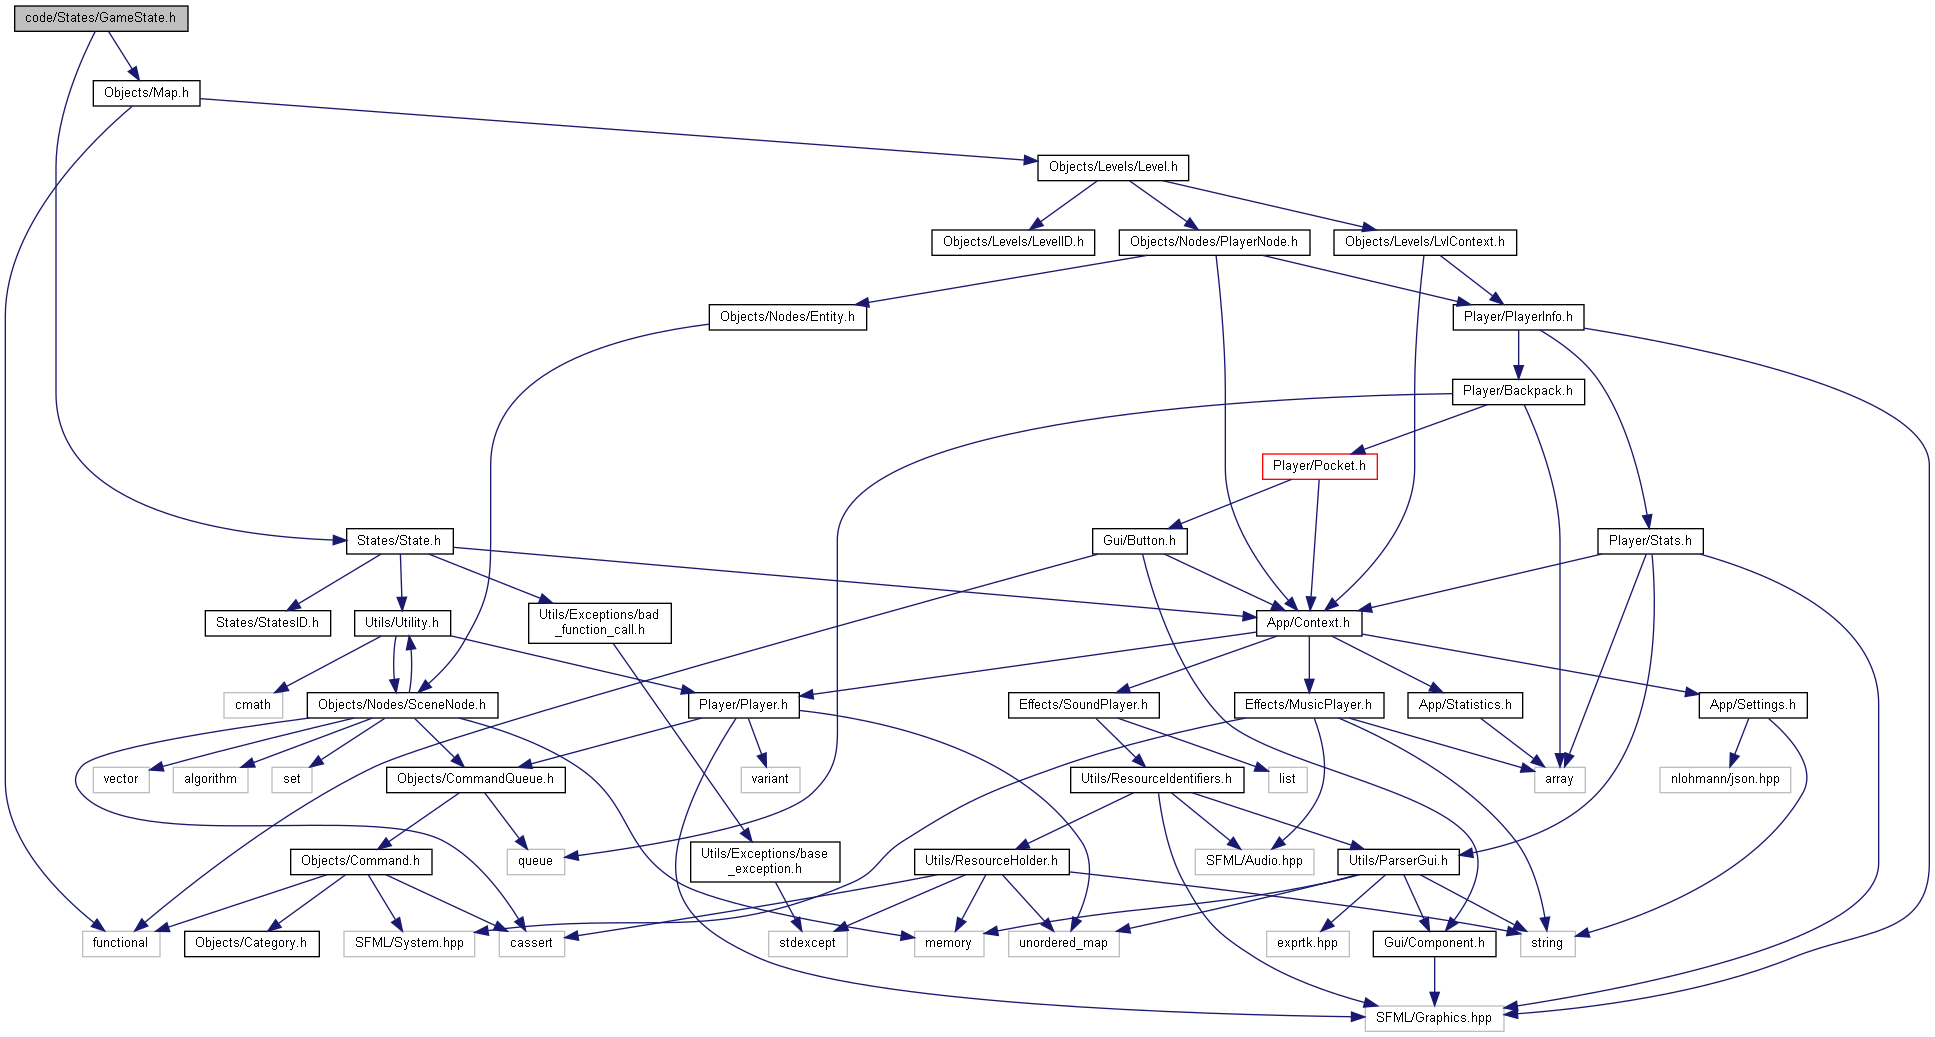 code/States/GameState.h
Objects/Map.h
Objects/Levels/Level.h
Objects/Levels/LevelID.h
Objects/Nodes/PlayerNode.h
Objects/Levels/LvlContext.h
Objects/Nodes/Entity.h
Player/PlayerInfo.h
Player/Backpack.h
Player/Pocket.h
States/State.h
Gui/Button.h
Player/Stats.h
States/StatesID.h
Utils/Utility.h
Utils/Exceptions/bad
_function_call.h
App/Context.h
cmath
Objects/Nodes/SceneNode.h
Player/Player.h
Effects/SoundPlayer.h
Effects/MusicPlayer.h
App/Statistics.h
App/Settings.h
vector
algorithm
set
Objects/CommandQueue.h
variant
Utils/ResourceIdentifiers.h
list
array
nlohmann/json.hpp
Objects/Command.h
queue
Utils/Exceptions/base
_exception.h
Utils/ResourceHolder.h
SFML/Audio.hpp
Utils/ParserGui.h
functional
Objects/Category.h
SFML/System.hpp
cassert
stdexcept
memory
unordered_map
exprtk.hpp
Gui/Component.h
string
SFML/Graphics.hpp